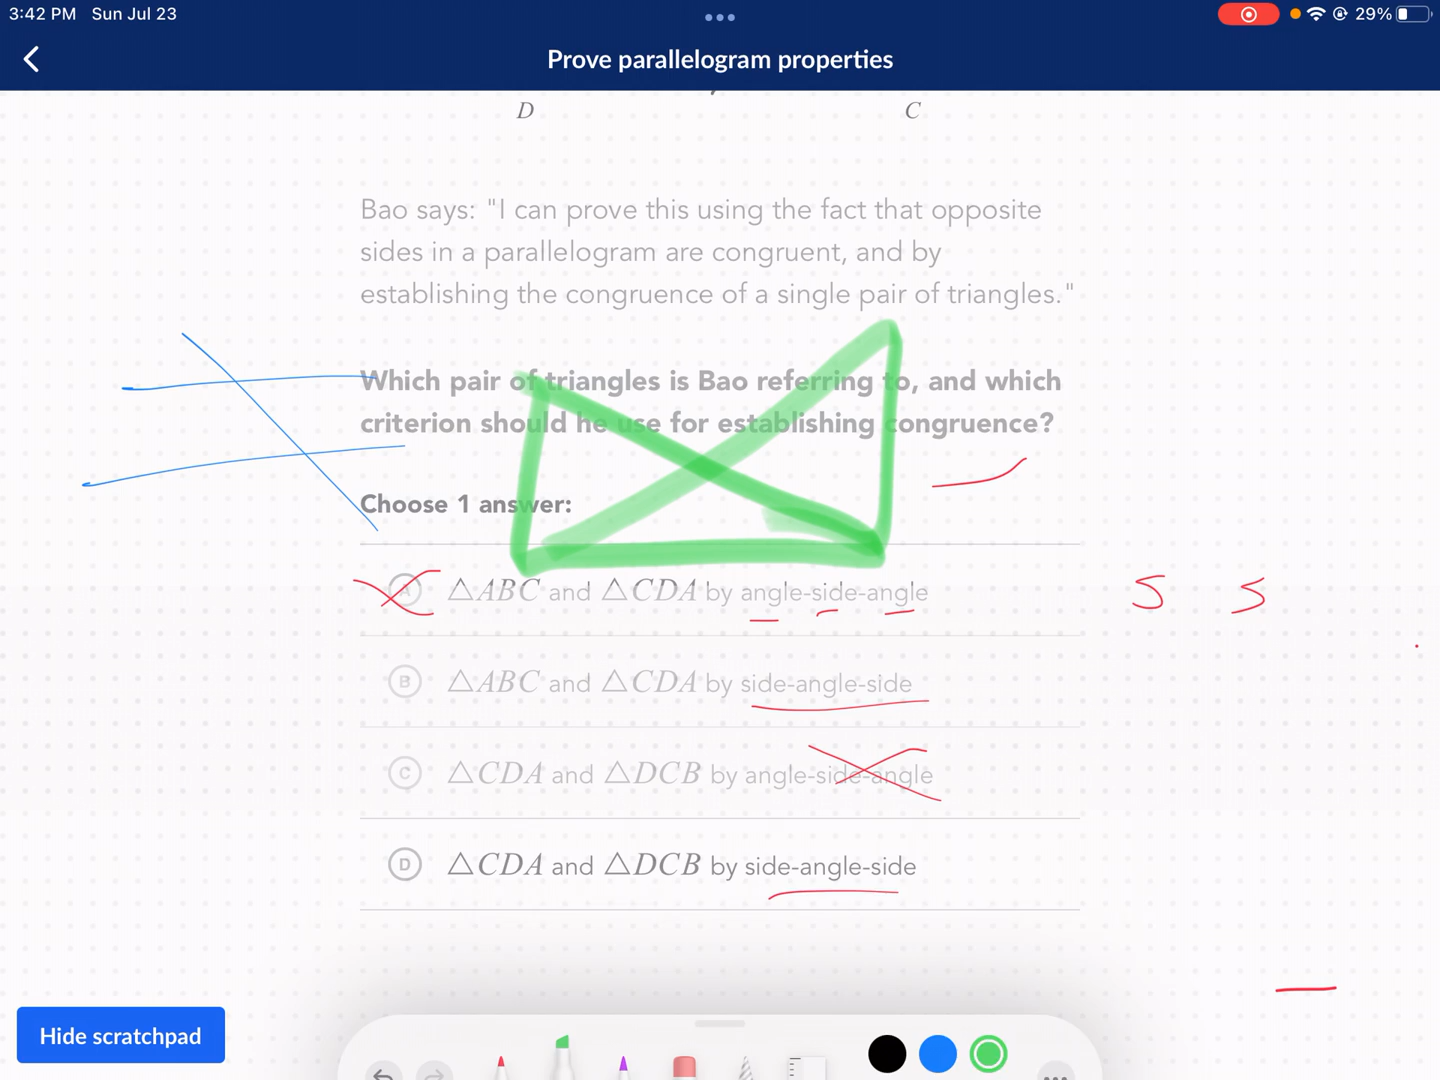 3:42 PM Sun Jul 23
29%
Prove parallelogram properties
D
C
Bao says: "I can prove this using the fact that opposite
sides in a parallelogram are congruent, and by
establishing the congruence of a single pair of triangles."
Which pair of triangles is Bao referring to, and which
criterion should he use for establishing congruence?
Choose 1 answer:
A △ABC and △CDA by angle-side-angle
S S
B △ABC and △CDA by side-angle-side
C △CDA and △DCB by angle-side-angle
D △CDA and △DCB by side-angle-side
Hide scratchpad